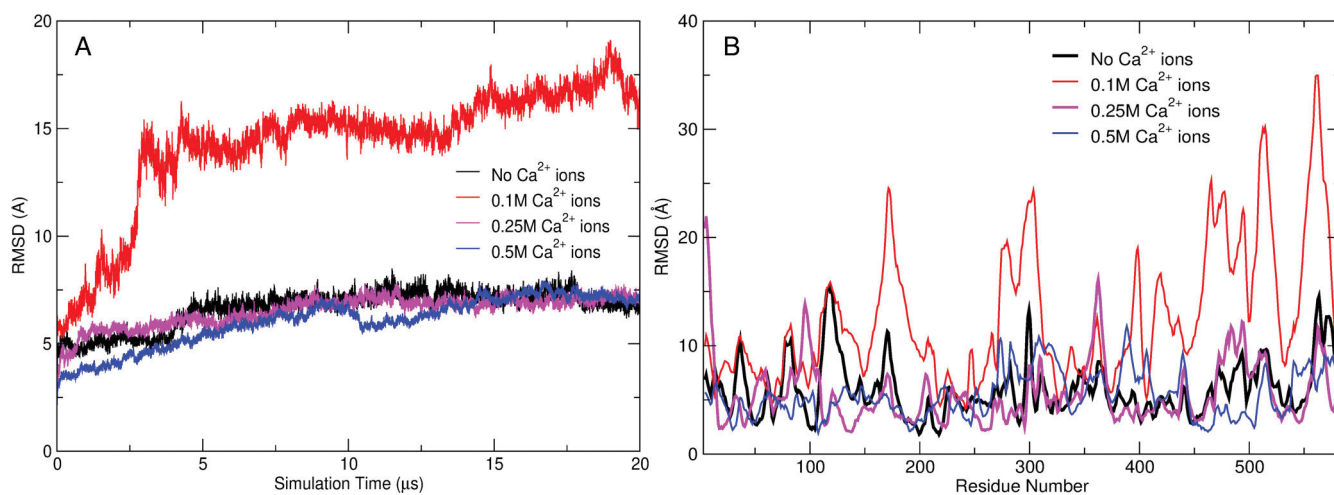 A
RMSD (A)
20
15
10
5
0
No Ca²⁺ ions
0.1M Ca²⁺ ions
0.25M Ca²⁺ ions
0.5M Ca²⁺ ions
0 5 10 15 20
Simulation Time (μs)
B
RMSD (Å)
40
30
20
10
0
No Ca²⁺ ions
0.1M Ca²⁺ ions
0.25M Ca²⁺ ions
0.5M Ca²⁺ ions
100 200 300 400 500
Residue Number